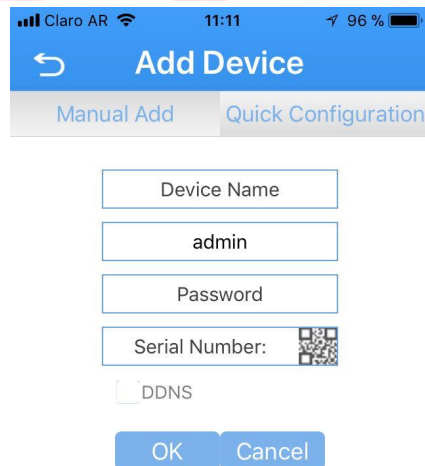 Claro AR 11:11 96 %
Add Device
Manual Add Quick Configuration
Device Name
admin
Password
Serial Number:
DDNS
OK Cancel